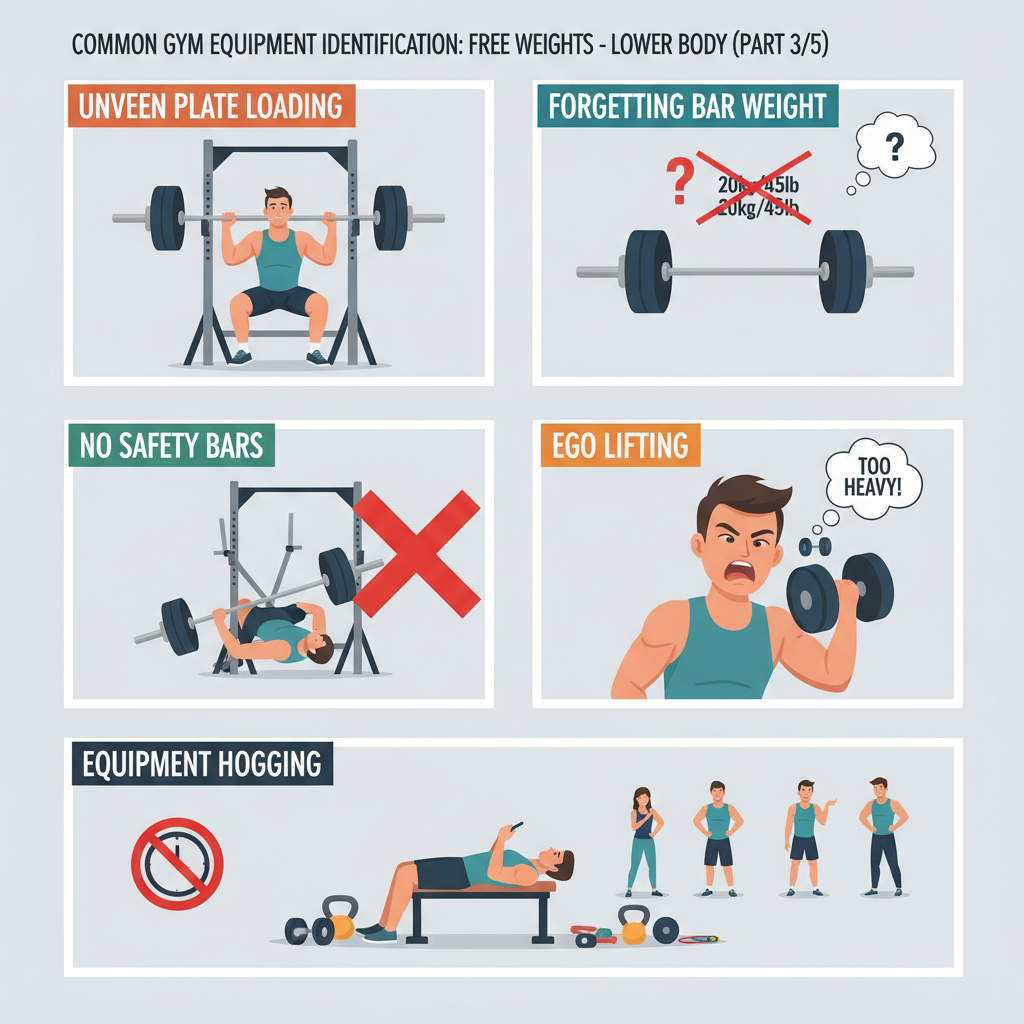 COMMON GYM EQUIPMENT IDENTIFICATION: FREE WEIGHTS - LOWER BODY (PART 3/5)
UNVEEN PLATE LOADING
FORGETTING BAR WEIGHT
?
?
20kg/45lb
20kg/45lb
NO SAFETY BARS
EGO LIFTING
TOO
HEAVY!
EQUIPMENT HOGGING